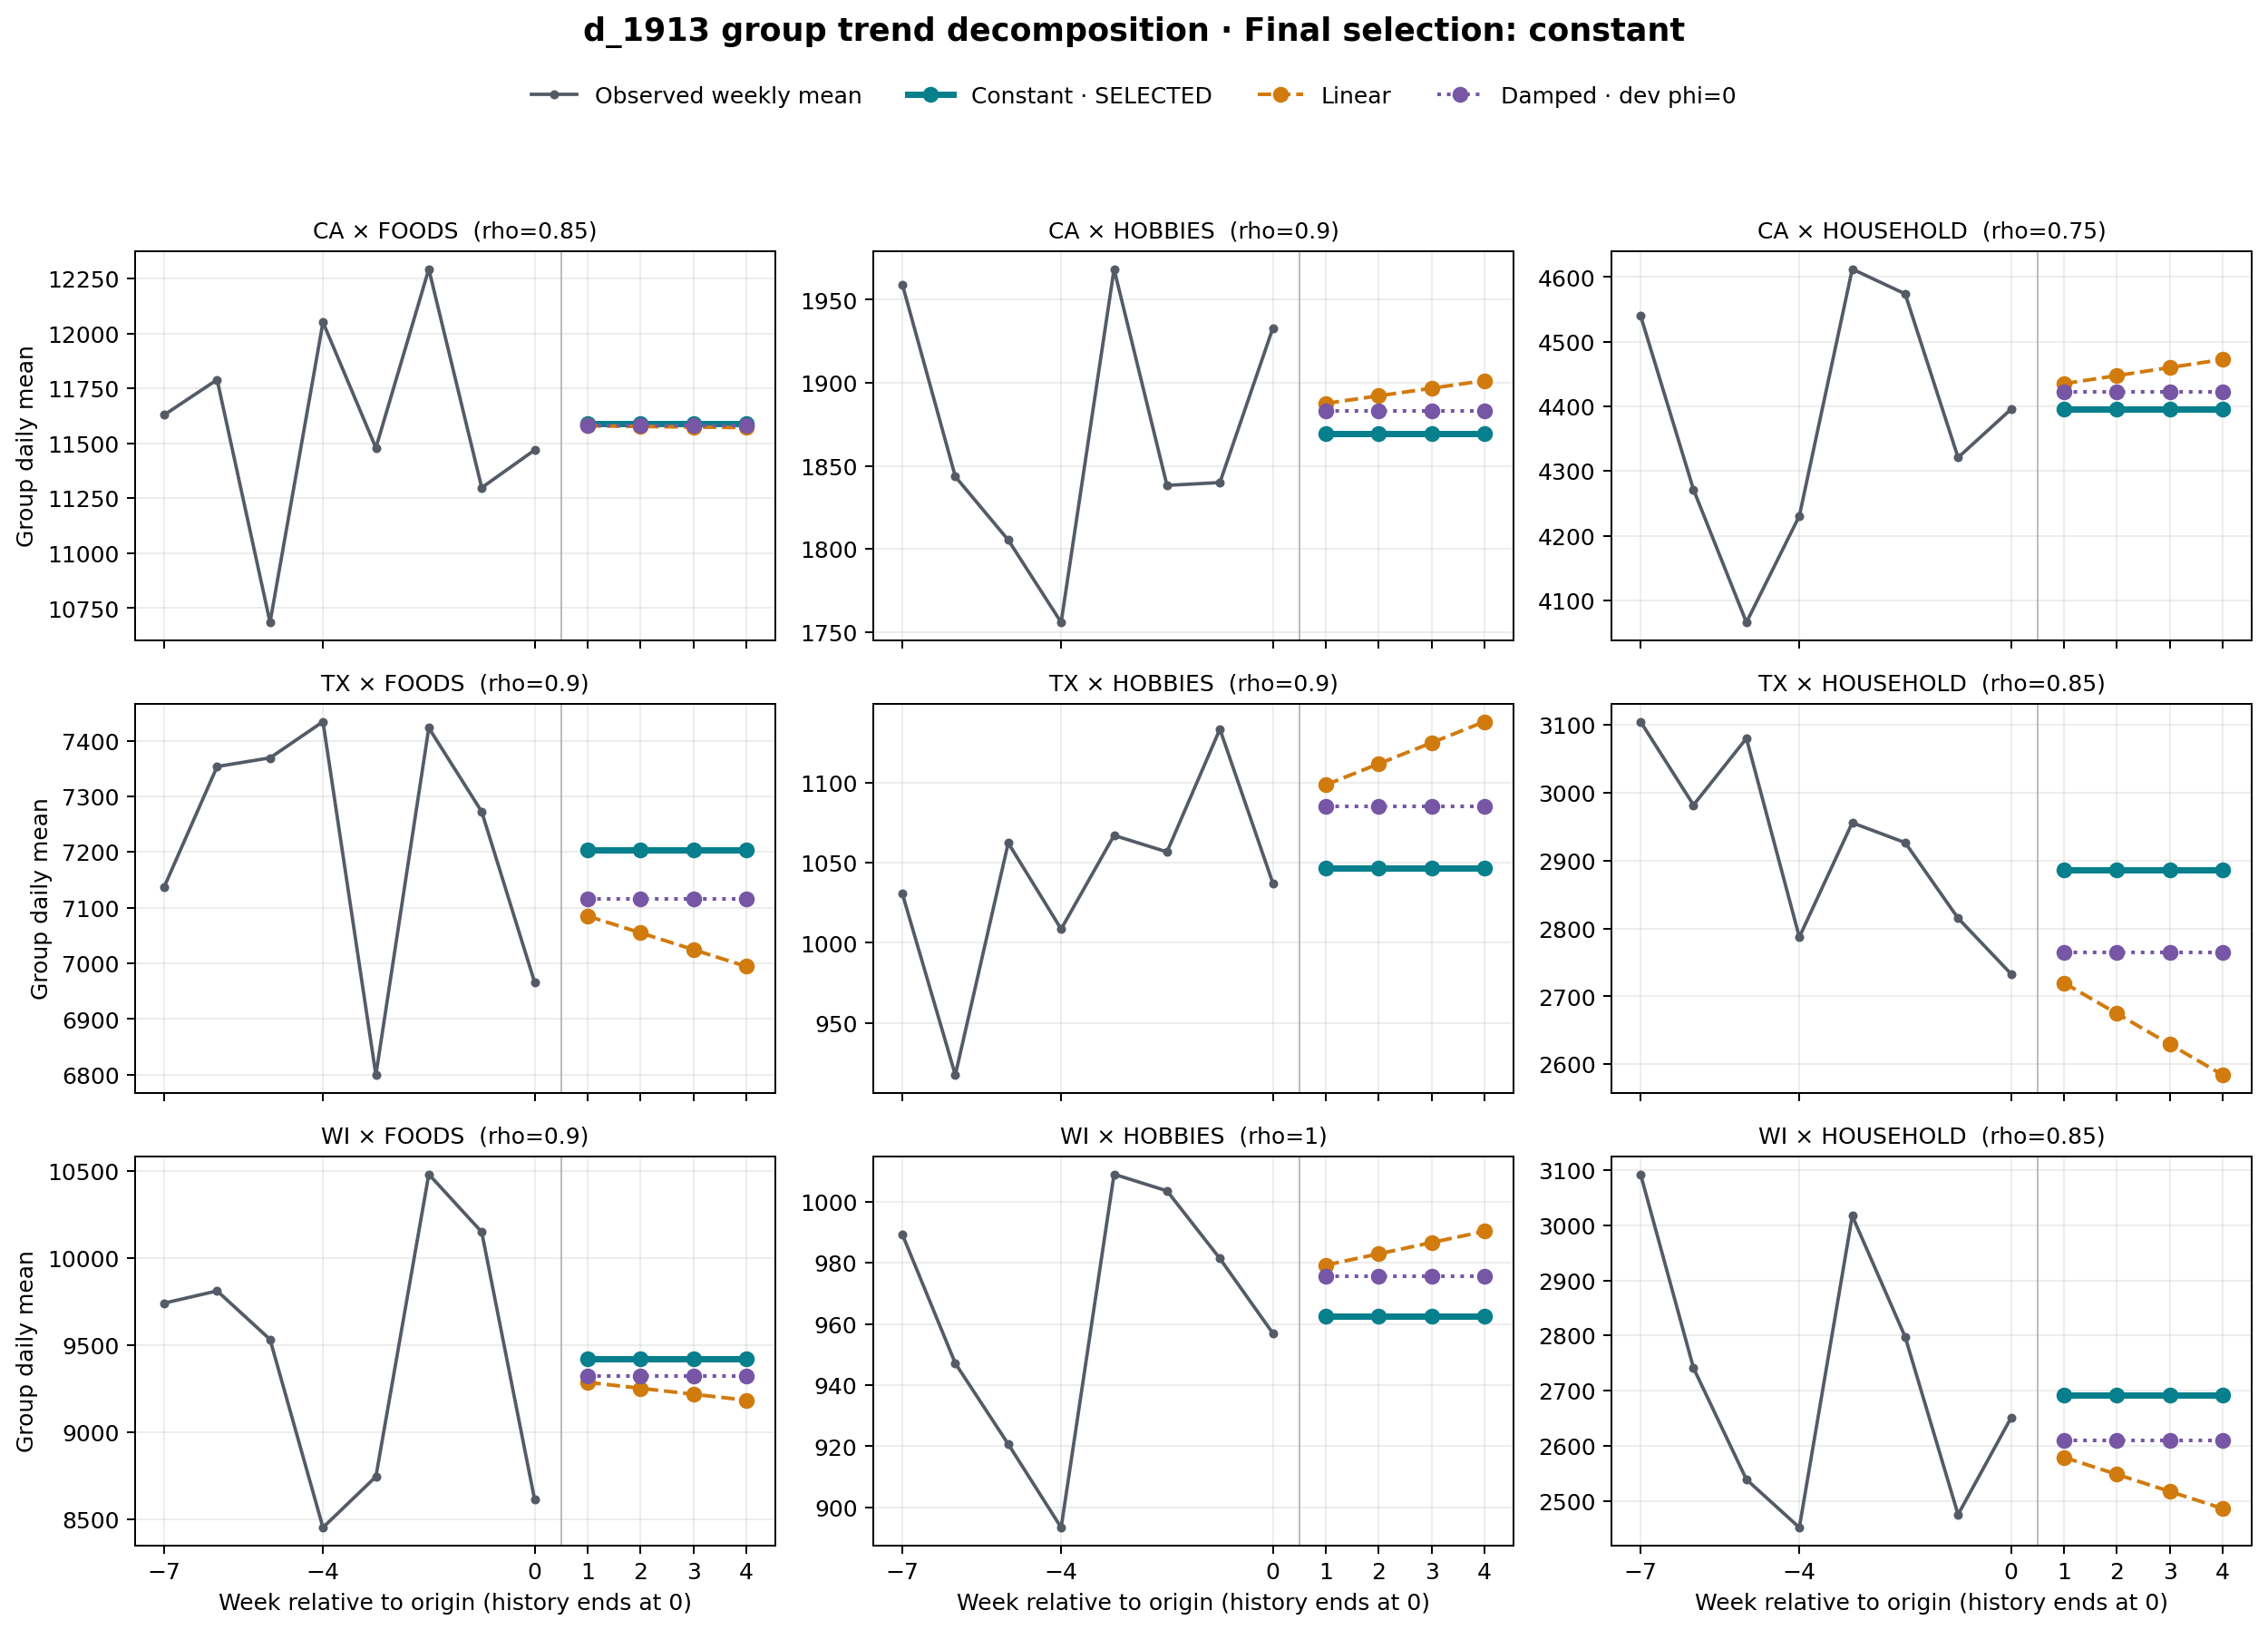 d_1913 group trend decomposition · Final selection: constant
Observed weekly mean
Constant · SELECTED
Linear
Damped · dev phi=0
CA × FOODS (rho=0.85)
CA × HOBBIES (rho=0.9)
CA × HOUSEHOLD (rho=0.75)
Group daily mean
12250
12000
11750
11500
11250
11000
10750
1950
1900
1850
1800
1750
4600
4500
4400
4300
4200
4100
TX × FOODS (rho=0.9)
TX × HOBBIES (rho=0.9)
TX × HOUSEHOLD (rho=0.85)
Group daily mean
7400
7300
7200
7100
7000
6900
6800
1100
1050
1000
950
3100
3000
2900
2800
2700
2600
WI × FOODS (rho=0.9)
WI × HOBBIES (rho=1)
WI × HOUSEHOLD (rho=0.85)
Group daily mean
10500
10000
9500
9000
8500
1000
980
960
940
920
900
3100
3000
2900
2800
2700
2600
2500
−7 −4 0 1 2 3 4
−7 −4 0 1 2 3 4
−7 −4 0 1 2 3 4
Week relative to origin (history ends at 0)
Week relative to origin (history ends at 0)
Week relative to origin (history ends at 0)